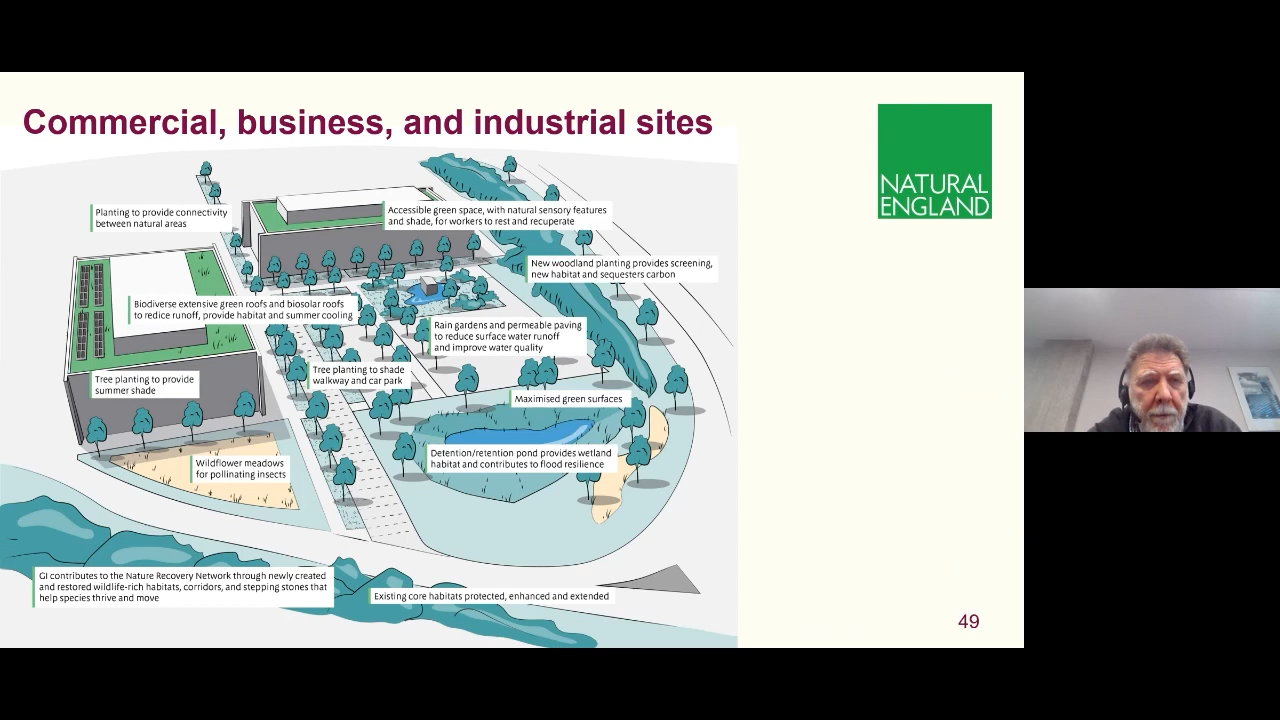 Commercial, business, and industrial sites
NATURAL
ENGLAND
Planting to provide connectivity
between natural areas
Accessible green space, with natural sensory features
and shade, for workers to rest and recuperate
New woodland planting provides screening,
new habitat and sequesters carbon
Biodiverse extensive green roofs and biosolar roofs
to redice runoff, provide habitat and summer cooling
Rain gardens and permeable paving
to reduce surface water runoff
and improve water quality
Tree planting to provide
summer shade
Tree planting to shade
walkway and car park
Maximised green surfaces
Wildflower meadows
for pollinating insects
Detention/retention pond provides wetland
habitat and contributes to flood resilience
GI contributes to the Nature Recovery Network through newly created
and restored wildlife-rich habitats, corridors, and stepping stones that
help species thrive and move
Existing core habitats protected, enhanced and extended
49